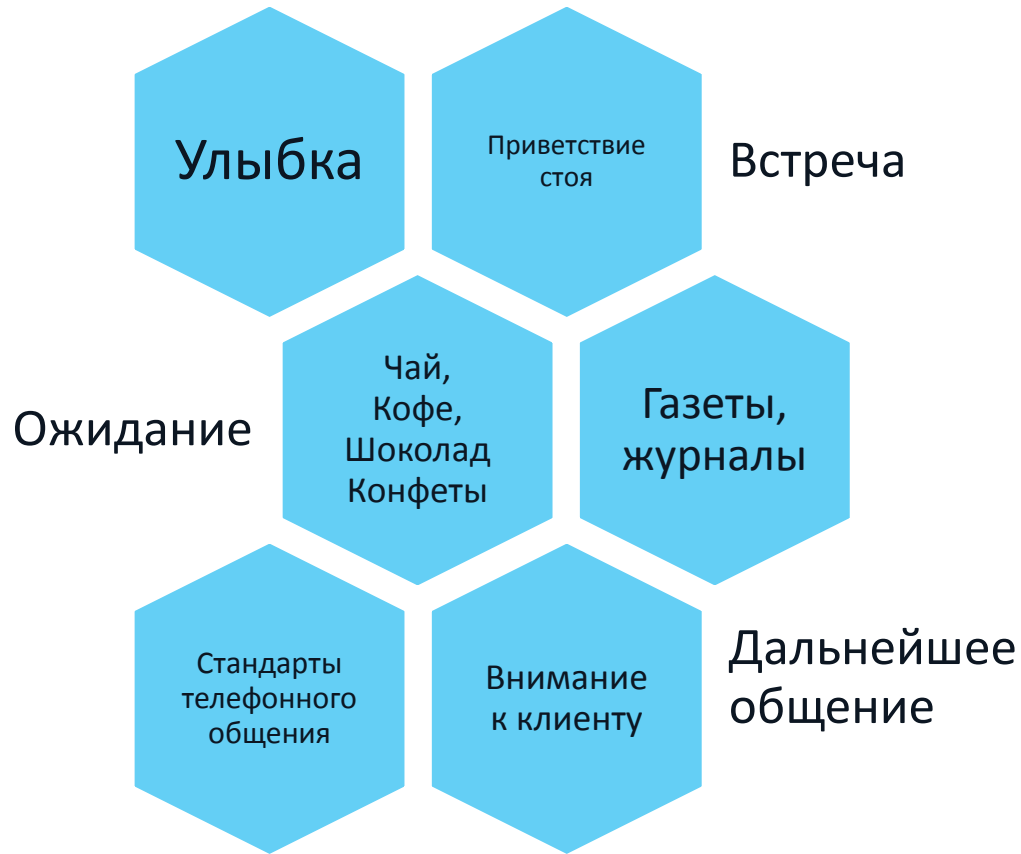 Улыбка
Приветствие
стоя
Встреча
Ожидание
Чай,
Кофе,
Шоколад
Конфеты
Газеты,
журналы
Стандарты
телефонного
общения
Внимание
к клиенту
Дальнейшее
общение